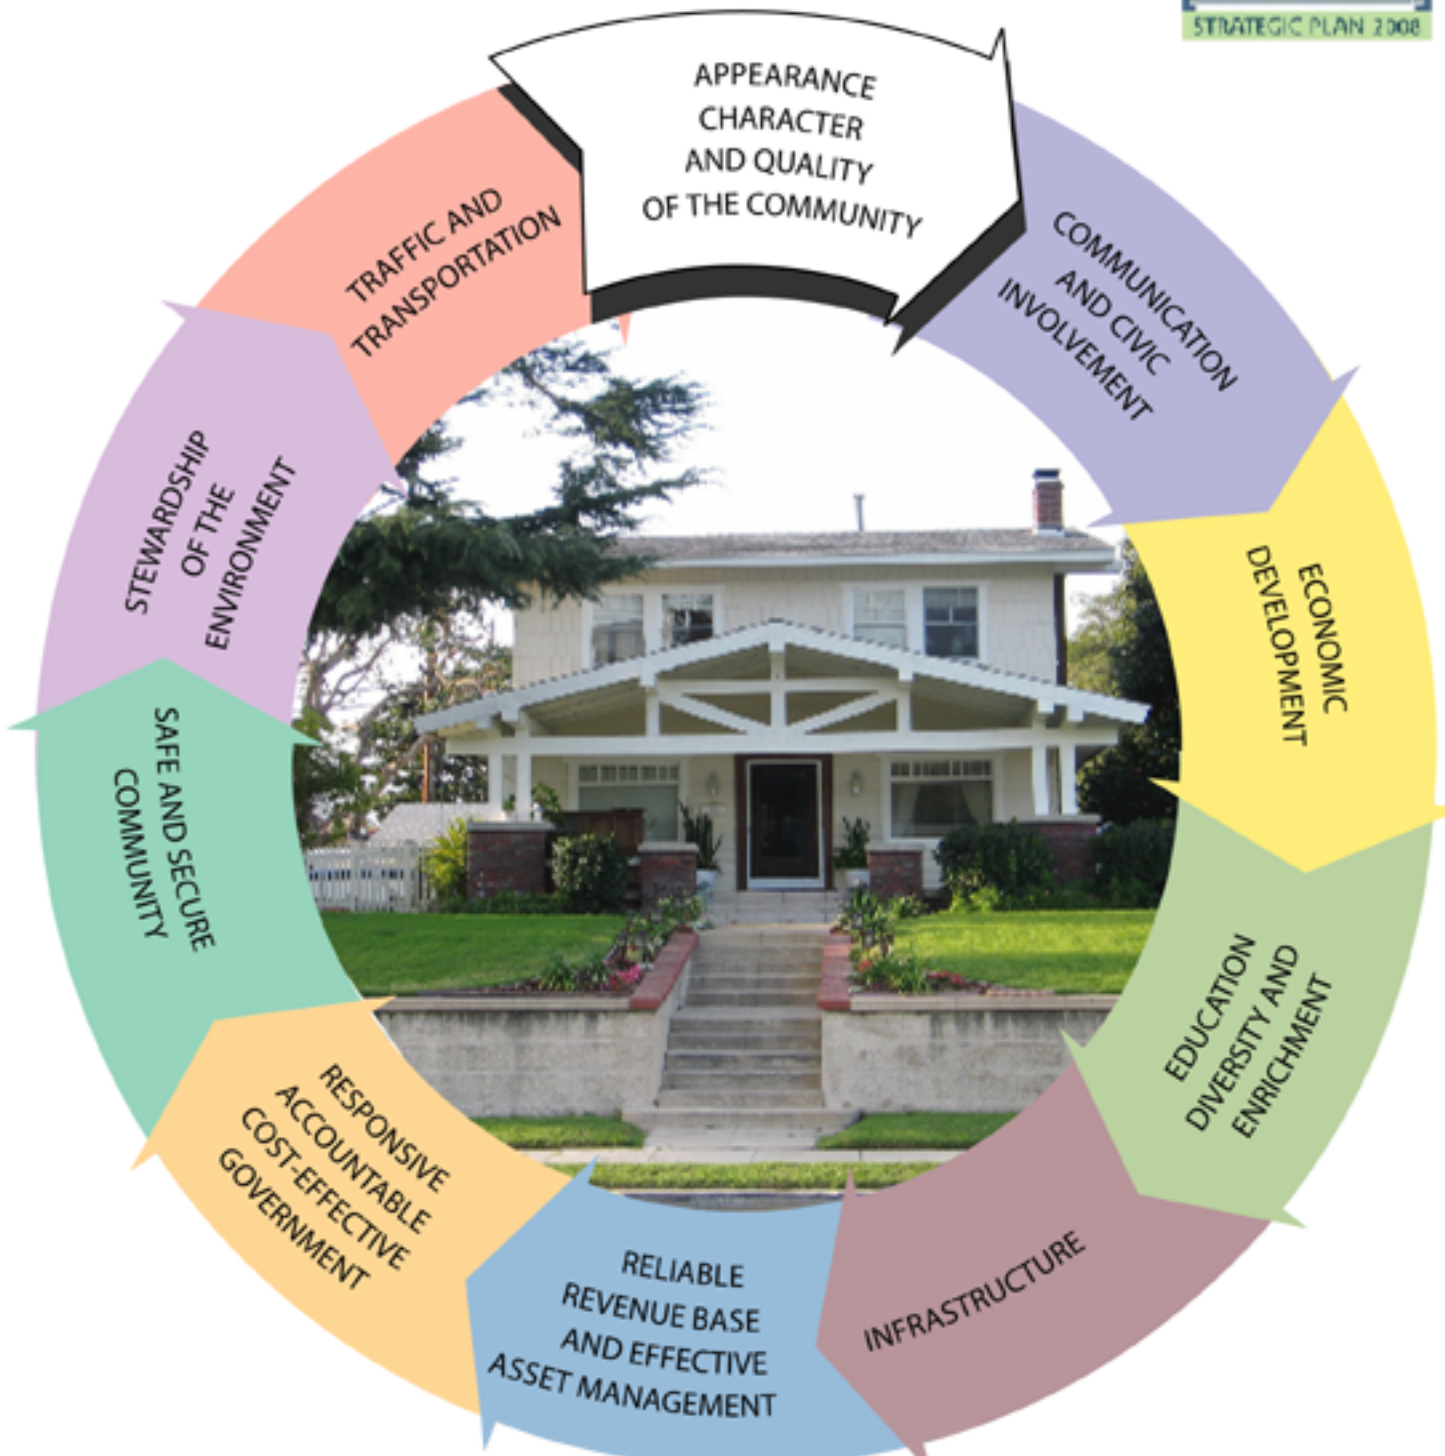 STRATEGIC PLAN 2008
APPEARANCE
CHARACTER
AND QUALITY
OF THE COMMUNITY
COMMUNICATION
AND CIVIC
INVOLVEMENT
ECONOMIC
DEVELOPMENT
EDUCATION
DIVERSITY AND
ENRICHMENT
INFRASTRUCTURE
RELIABLE
REVENUE BASE
AND EFFECTIVE
ASSET MANAGEMENT
RESPONSIVE
ACCOUNTABLE
COST-EFFECTIVE
GOVERNMENT
SAFE AND SECURE
COMMUNITY
STEWARDSHIP
OF THE
ENVIRONMENT
TRAFFIC AND
TRANSPORTATION